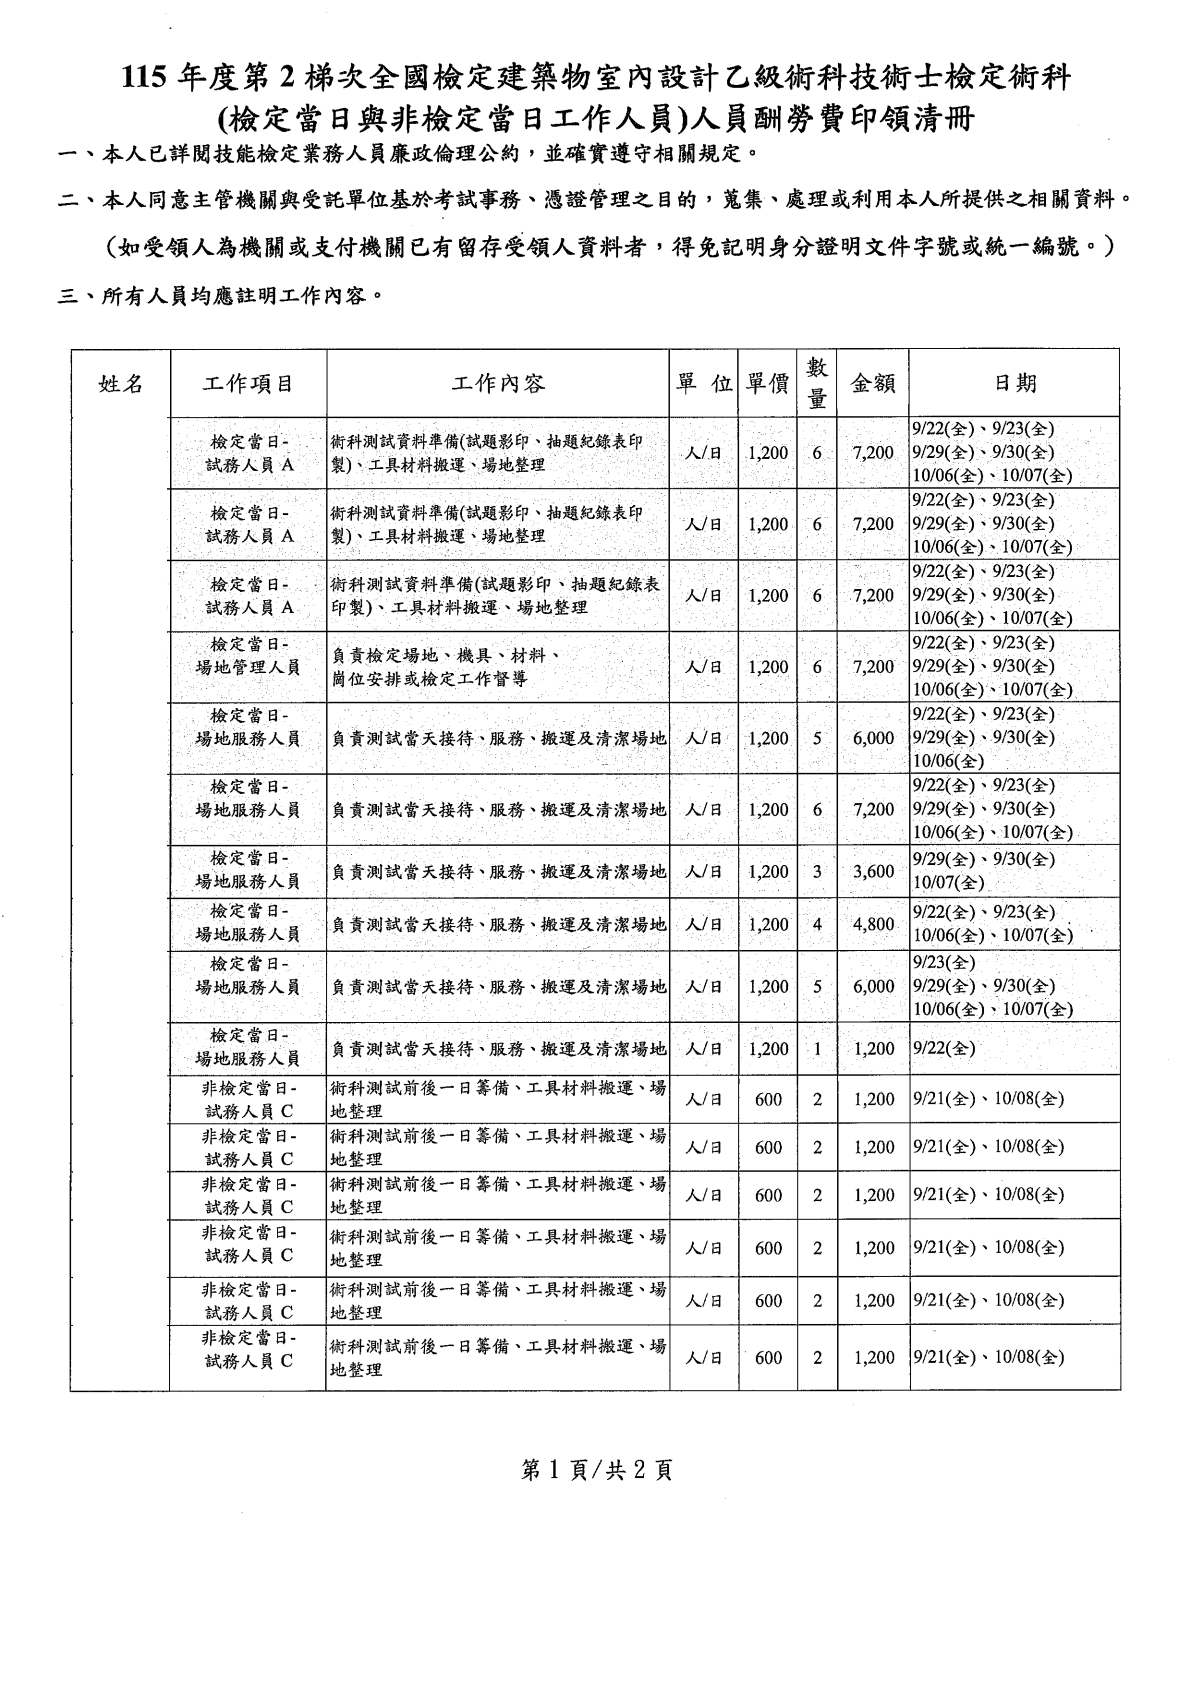 115 年度第 2 梯次全國檢定建築物室內設計乙級術科技術士檢定術科
(檢定當日與非檢定當日工作人員)人員酬勞費印領清冊
一、本人已詳閱技能檢定業務人員廉政倫理公約，並確實遵守相關規定。
二、本人同意主管機關與受託單位基於考試事務、憑證管理之目的，蒐集、處理或利用本人所提供之相關資料。
（如受領人為機關或支付機關已有留存受領人資料者，得免記明身分證明文件字號或統一編號。）
三、所有人員均應註明工作內容。
姓名 工作項目 工作內容 單 位 單價 數量 金額 日期
檢定當日-
試務人員 A
術科測試資料準備(試題影印、抽題紀錄表印
製)、工具材料搬運、場地整理
人/日 1,200 6 7,200
9/22(全)、9/23(全)
9/29(全)、9/30(全)
10/06(全)、10/07(全)
檢定當日-
試務人員 A
術科測試資料準備(試題影印、抽題紀錄表印
製)、工具材料搬運、場地整理
人/日 1,200 6 7,200
9/22(全)、9/23(全)
9/29(全)、9/30(全)
10/06(全)、10/07(全)
檢定當日-
試務人員 A
術科測試資料準備(試題影印、抽題紀錄表
印製)、工具材料搬運、場地整理
人/日 1,200 6 7,200
9/22(全)、9/23(全)
9/29(全)、9/30(全)
10/06(全)、10/07(全)
檢定當日-
場地管理人員
負責檢定場地、機具、材料、
崗位安排或檢定工作督導
人/日 1,200 6 7,200
9/22(全)、9/23(全)
9/29(全)、9/30(全)
10/06(全)、10/07(全)
檢定當日-
場地服務人員
負責測試當天接待、服務、搬運及清潔場地
人/日 1,200 5 6,000
9/22(全)、9/23(全)
9/29(全)、9/30(全)
10/06(全)
檢定當日-
場地服務人員
負責測試當天接待、服務、搬運及清潔場地
人/日 1,200 6 7,200
9/22(全)、9/23(全)
9/29(全)、9/30(全)
10/06(全)、10/07(全)
檢定當日-
場地服務人員
負責測試當天接待、服務、搬運及清潔場地
人/日 1,200 3 3,600
9/29(全)、9/30(全)
10/07(全)
檢定當日-
場地服務人員
負責測試當天接待、服務、搬運及清潔場地
人/日 1,200 4 4,800
9/22(全)、9/23(全)
10/06(全)、10/07(全)
檢定當日-
場地服務人員
負責測試當天接待、服務、搬運及清潔場地
人/日 1,200 5 6,000
9/23(全)
9/29(全)、9/30(全)
10/06(全)、10/07(全)
檢定當日-
場地服務人員
負責測試當天接待、服務、搬運及清潔場地
人/日 1,200 1 1,200 9/22(全)
非檢定當日-
試務人員 C
術科測試前後一日籌備、工具材料搬運、場
地整理
人/日 600 2 1,200 9/21(全)、10/08(全)
非檢定當日-
試務人員 C
術科測試前後一日籌備、工具材料搬運、場
地整理
人/日 600 2 1,200 9/21(全)、10/08(全)
非檢定當日-
試務人員 C
術科測試前後一日籌備、工具材料搬運、場
地整理
人/日 600 2 1,200 9/21(全)、10/08(全)
非檢定當日-
試務人員 C
術科測試前後一日籌備、工具材料搬運、場
地整理
人/日 600 2 1,200 9/21(全)、10/08(全)
非檢定當日-
試務人員 C
術科測試前後一日籌備、工具材料搬運、場
地整理
人/日 600 2 1,200 9/21(全)、10/08(全)
非檢定當日-
試務人員 C
術科測試前後一日籌備、工具材料搬運、場
地整理
人/日 600 2 1,200 9/21(全)、10/08(全)
第 1 頁/共 2 頁